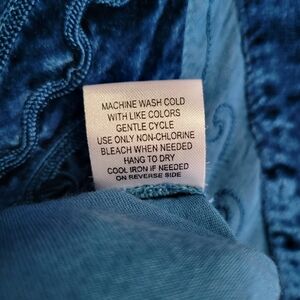 MACHINE WASH COLD
WITH LIKE COLORS
GENTLE CYCLE
USE ONLY NON-CHLORINE
BLEACH WHEN NEEDED
HANG TO DRY
COOL IRON IF NEEDED
ON REVERSE SIDE